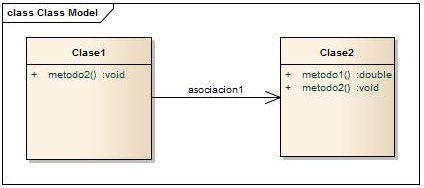 class Class Model
Clase1
+ metodo2() :void
asociacion1
Clase2
+ metodo1() :double
+ metodo2() :void